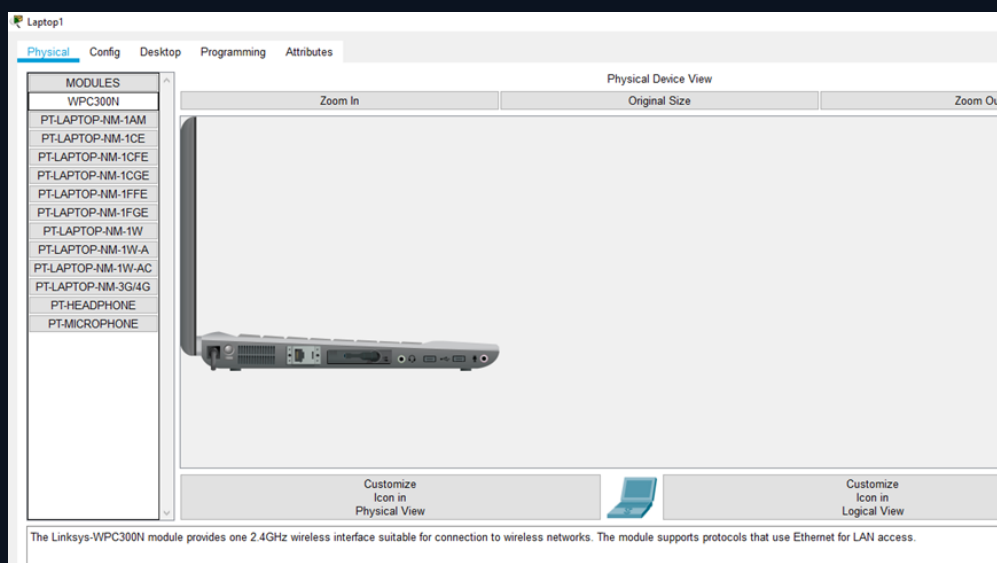 Laptop1
Physical Config Desktop Programming Attributes
MODULES
WPC300N
PT-LAPTOP-NM-1AM
PT-LAPTOP-NM-1CE
PT-LAPTOP-NM-1CFE
PT-LAPTOP-NM-1CGE
PT-LAPTOP-NM-1FFE
PT-LAPTOP-NM-1FGE
PT-LAPTOP-NM-1W
PT-LAPTOP-NM-1W-A
PT-LAPTOP-NM-1W-AC
PT-LAPTOP-NM-3G/4G
PT-HEADPHONE
PT-MICROPHONE
Physical Device View
Zoom In Original Size Zoom Ou
Customize
Icon in
Physical View
Customize
Icon in
Logical View
The Linksys-WPC300N module provides one 2.4GHz wireless interface suitable for connection to wireless networks. The module supports protocols that use Ethernet for LAN access.